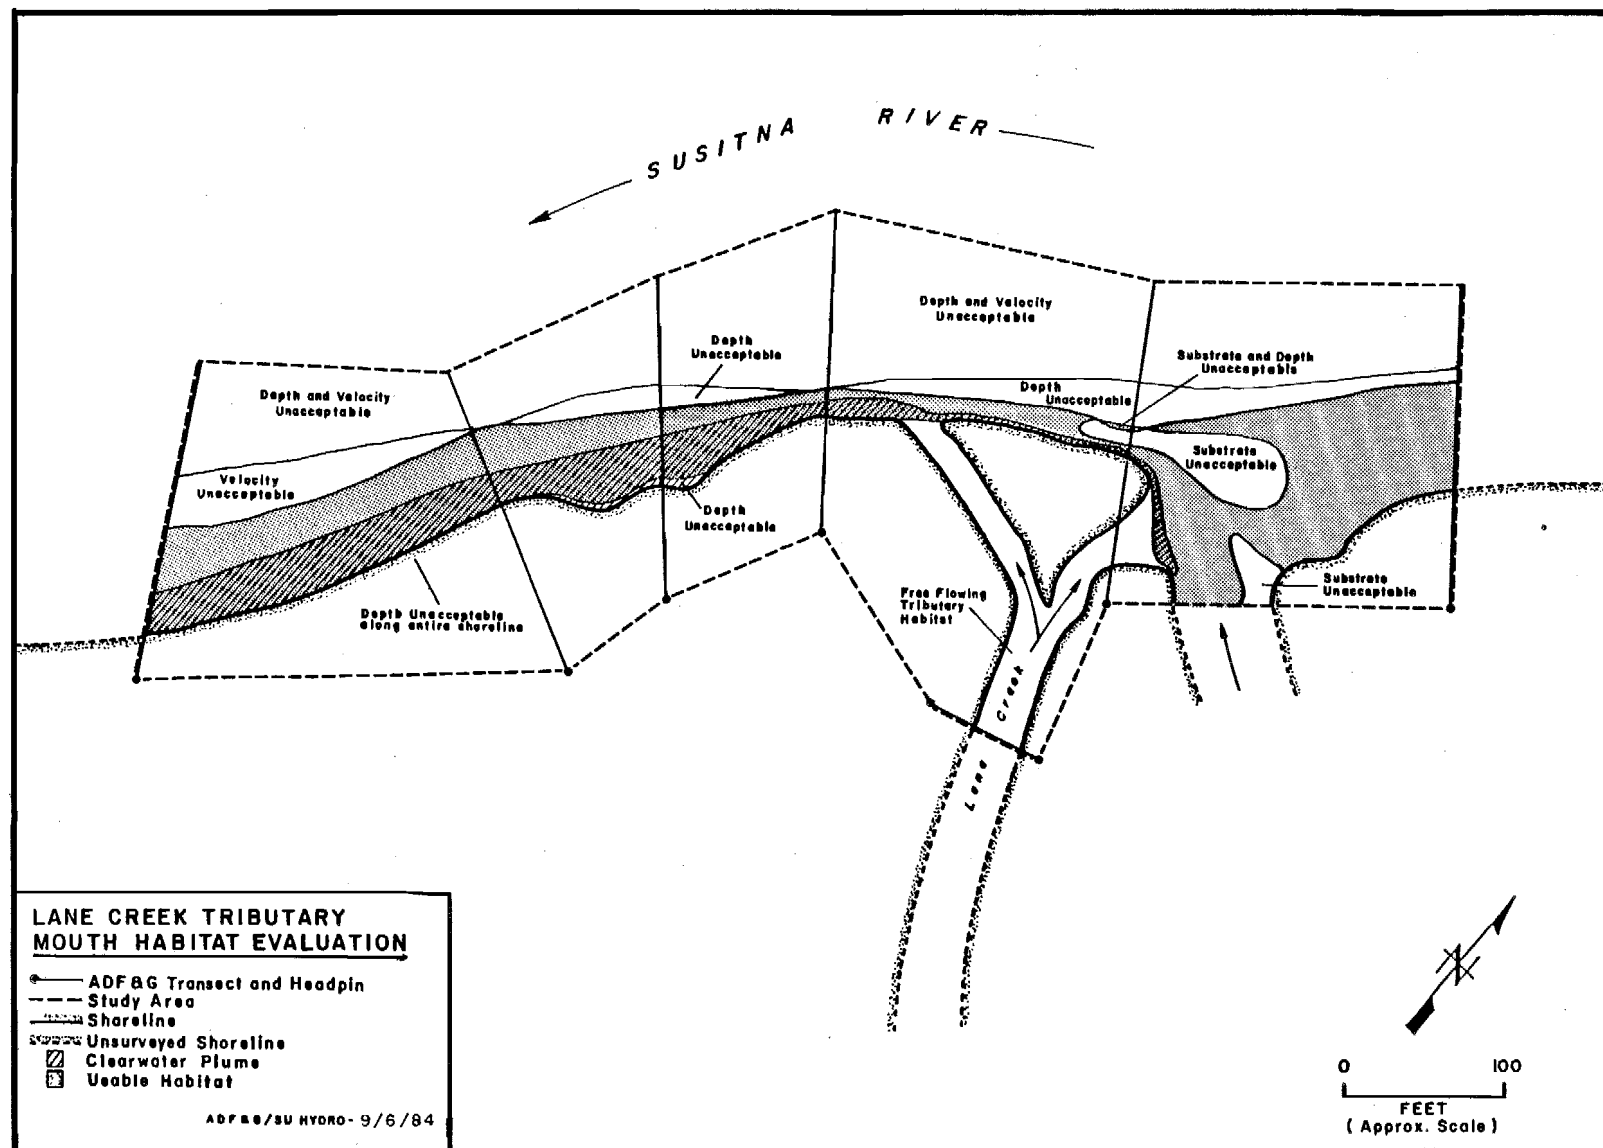 SUSITNA RIVER
Depth and Velocity
Unacceptable
Depth
Unacceptable
Substrate and Depth
Unacceptable
Depth
Unacceptable
Depth and Velocity
Unacceptable
Substrate
Unacceptable
Velocity
Unacceptable
Depth
Unacceptable
Substrate
Unacceptable
Free Flowing
Tributary
Habitat
Depth Unacceptable
along entire shoreline
Lane Creek
LANE CREEK TRIBUTARY
MOUTH HABITAT EVALUATION
ADF&G Transect and Headpin
Study Area
Shoreline
Unsurveyed Shoreline
Clearwater Plume
Useable Habitat
ADF&G/SU HYDRO- 9/6/84
N
0 100
FEET
(Approx. Scale)